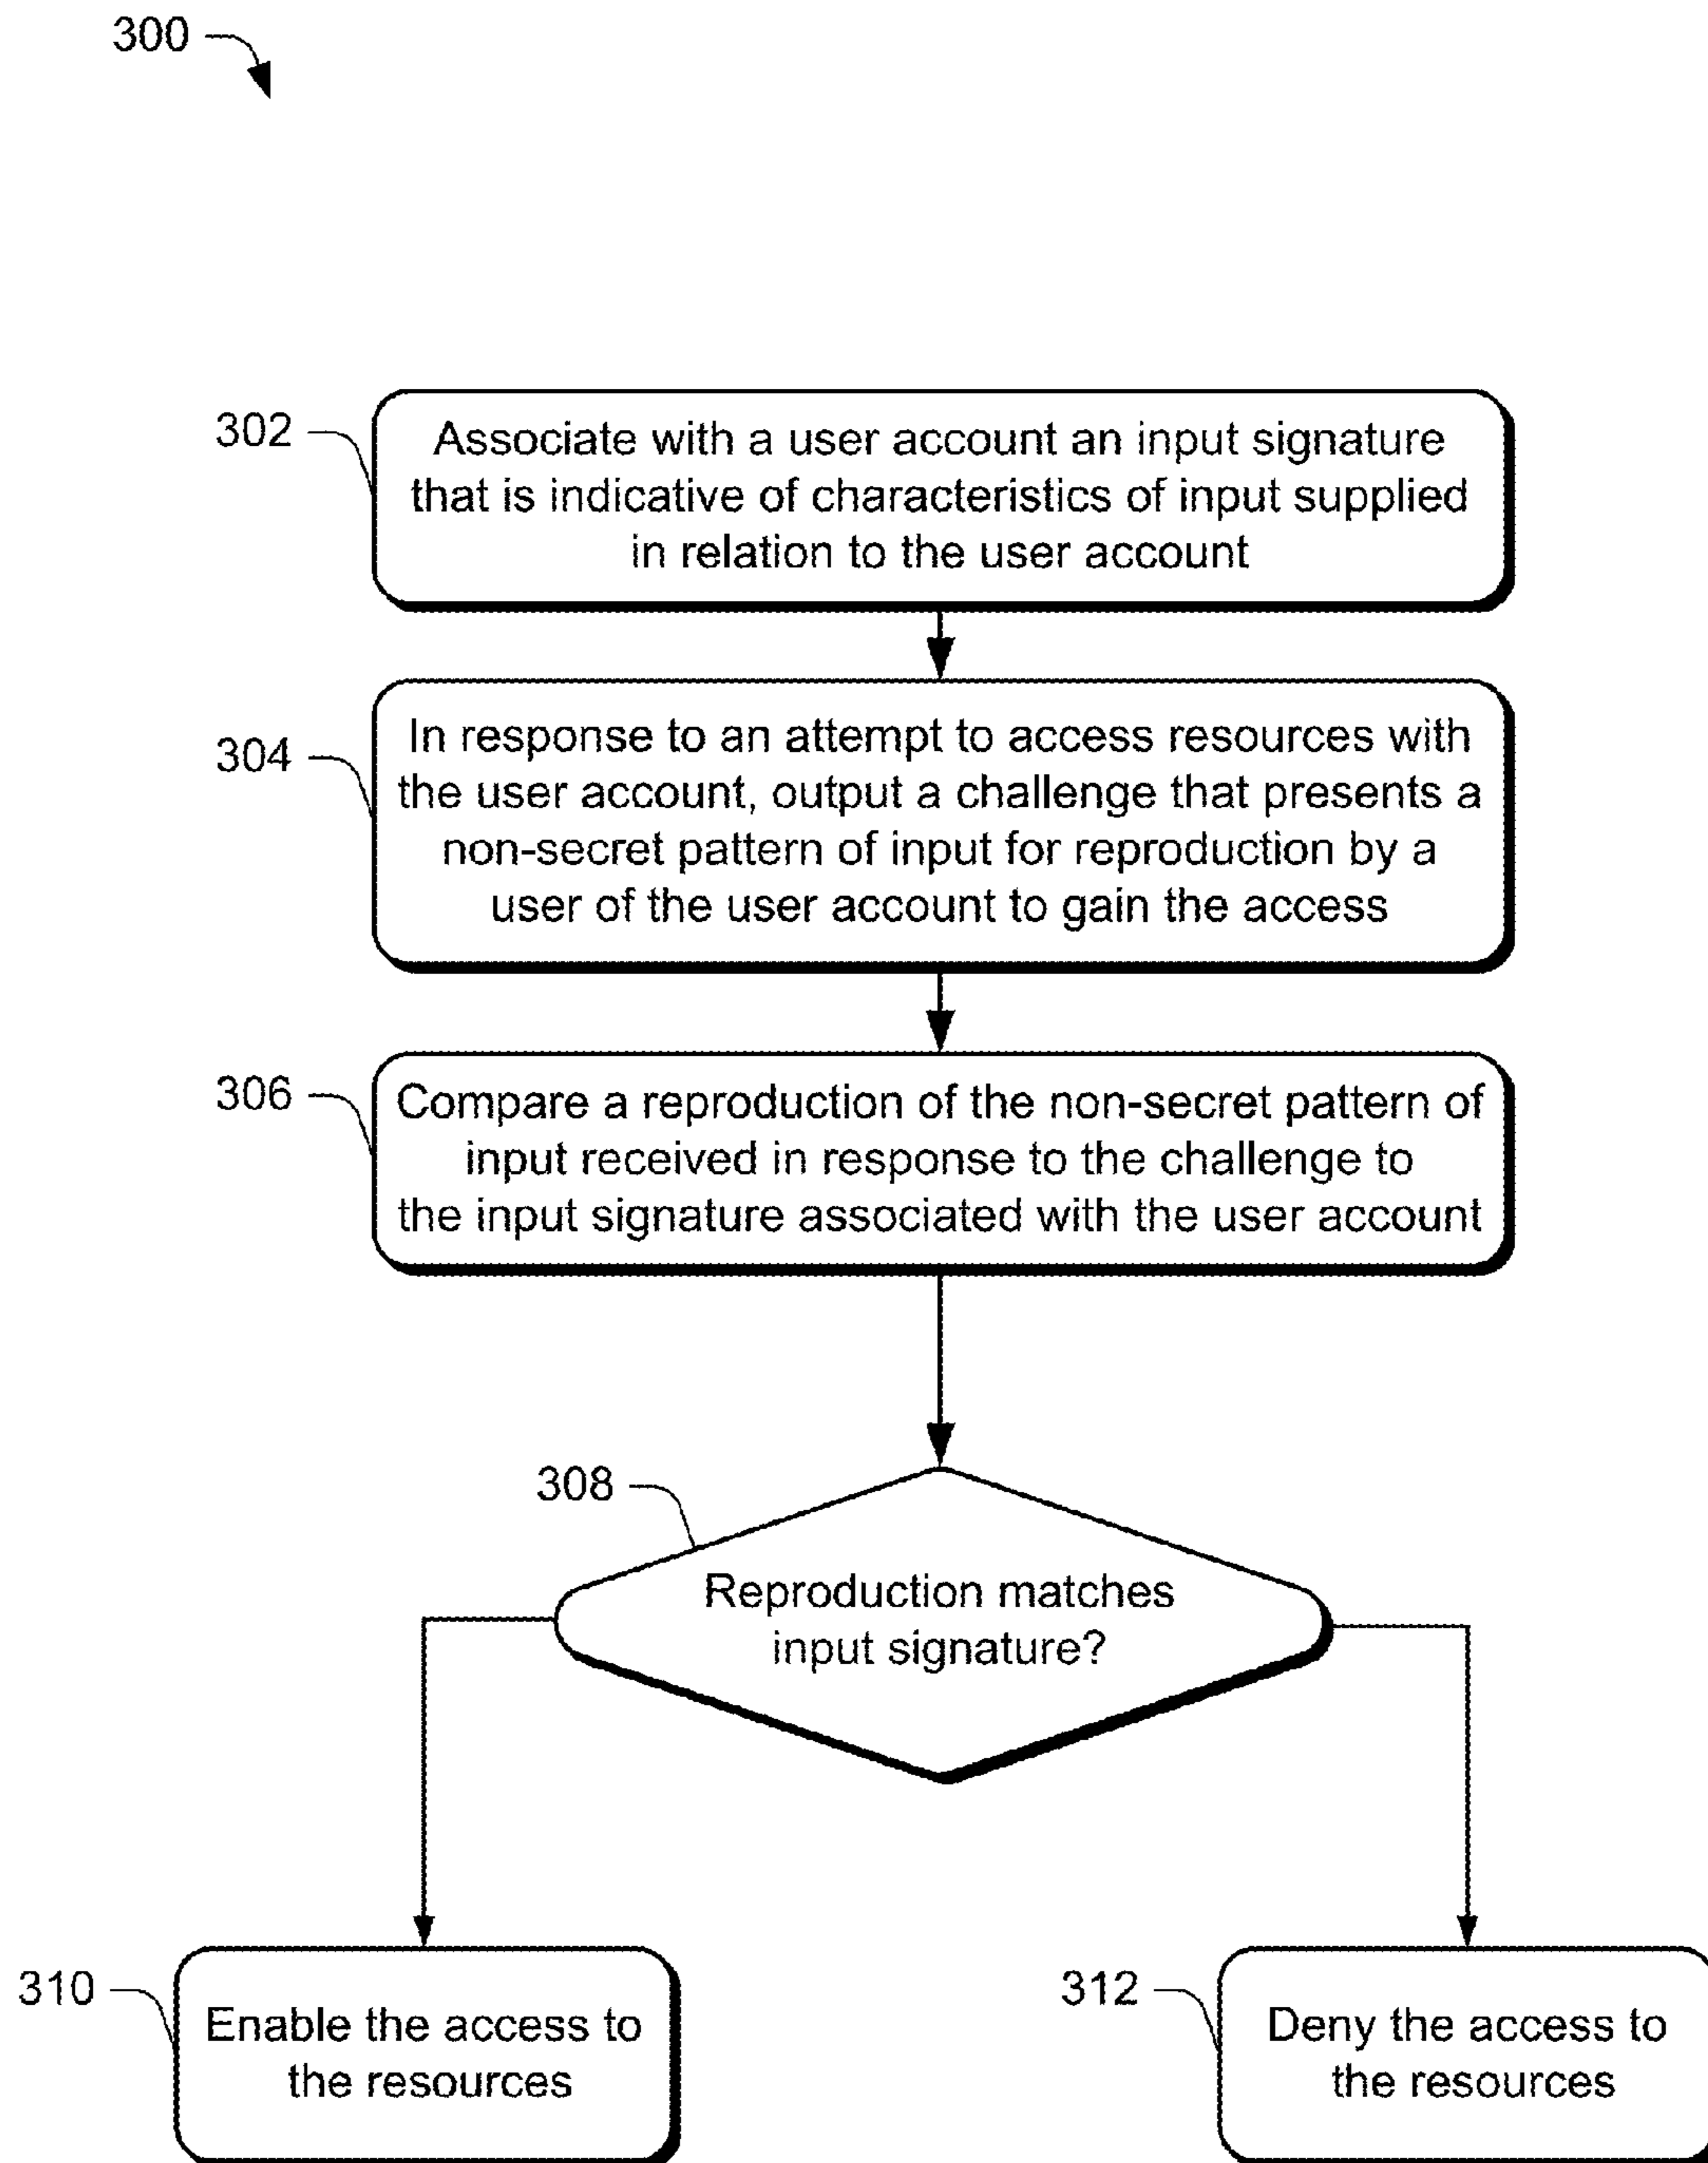 300
302
Associate with a user account an input signature
that is indicative of characteristics of input supplied
in relation to the user account
304
In response to an attempt to access resources with
the user account, output a challenge that presents a
non-secret pattern of input for reproduction by a
user of the user account to gain the access
306
Compare a reproduction of the non-secret pattern of
input received in response to the challenge to
the input signature associated with the user account
308
Reproduction matches
input signature?
310
Enable the access to
the resources
312
Deny the access to
the resources